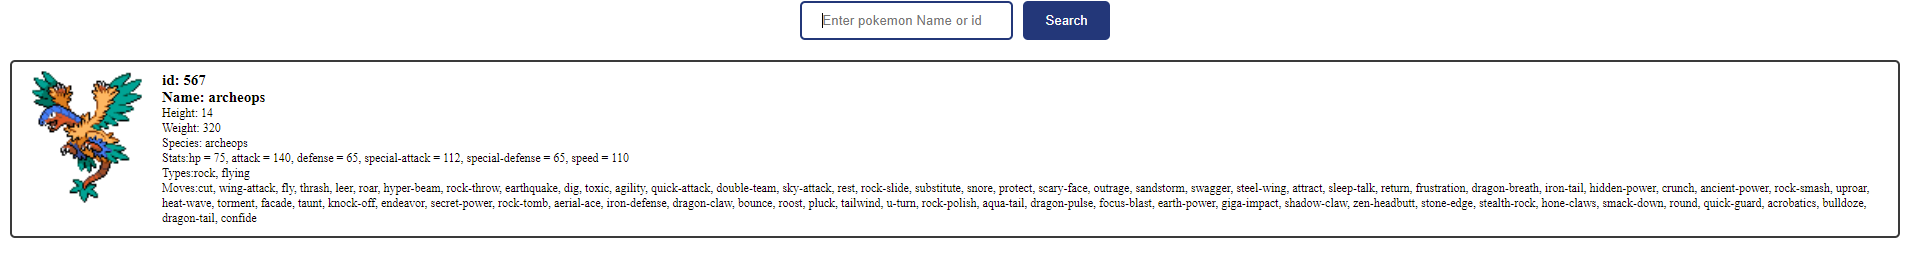 Enter pokemon Name or id
Search
id: 567
Name: archeops
Height: 14
Weight: 320
Species: archeops
Stats:hp = 75, attack = 140, defense = 65, special-attack = 112, special-defense = 65, speed = 110
Types:rock, flying
Moves:cut, wing-attack, fly, thrash, leer, roar, hyper-beam, rock-throw, earthquake, dig, toxic, agility, quick-attack, double-team, sky-attack, rest, rock-slide, substitute, snore, protect, scary-face, outrage, sandstorm, swagger, steel-wing, attract, sleep-talk, return, frustration, dragon-breath, iron-tail, hidden-power, crunch, ancient-power, rock-smash, uproar,
heat-wave, torment, facade, taunt, knock-off, endeavor, secret-power, rock-tomb, aerial-ace, iron-defense, dragon-claw, bounce, roost, pluck, tailwind, u-turn, rock-polish, aqua-tail, dragon-pulse, focus-blast, earth-power, giga-impact, shadow-claw, zen-headbutt, stone-edge, stealth-rock, hone-claws, smack-down, round, quick-guard, acrobatics, bulldoze,
dragon-tail, confide